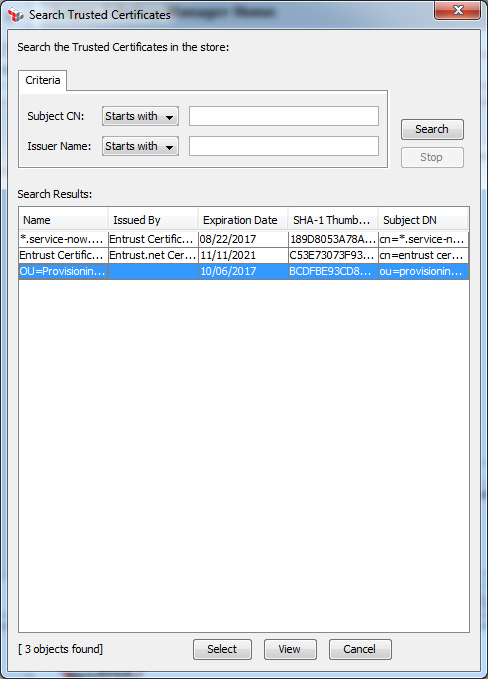 Search Trusted Certificates
Search the Trusted Certificates in the store:
Criteria
Subject CN: Starts with
Issuer Name: Starts with
Search
Stop
Search Results:
Name Issued By Expiration Date SHA-1 Thumb... Subject DN
*.service-now.... Entrust Certific... 08/22/2017 189D8053A78A... cn=*.service-n...
Entrust Certific... Entrust.net Cer... 11/11/2021 C53E73073F93... cn=entrust cer...
OU=Provisionin... 10/06/2017 BCDFBE93CD8... ou=provisionin...
[ 3 objects found] Select View Cancel